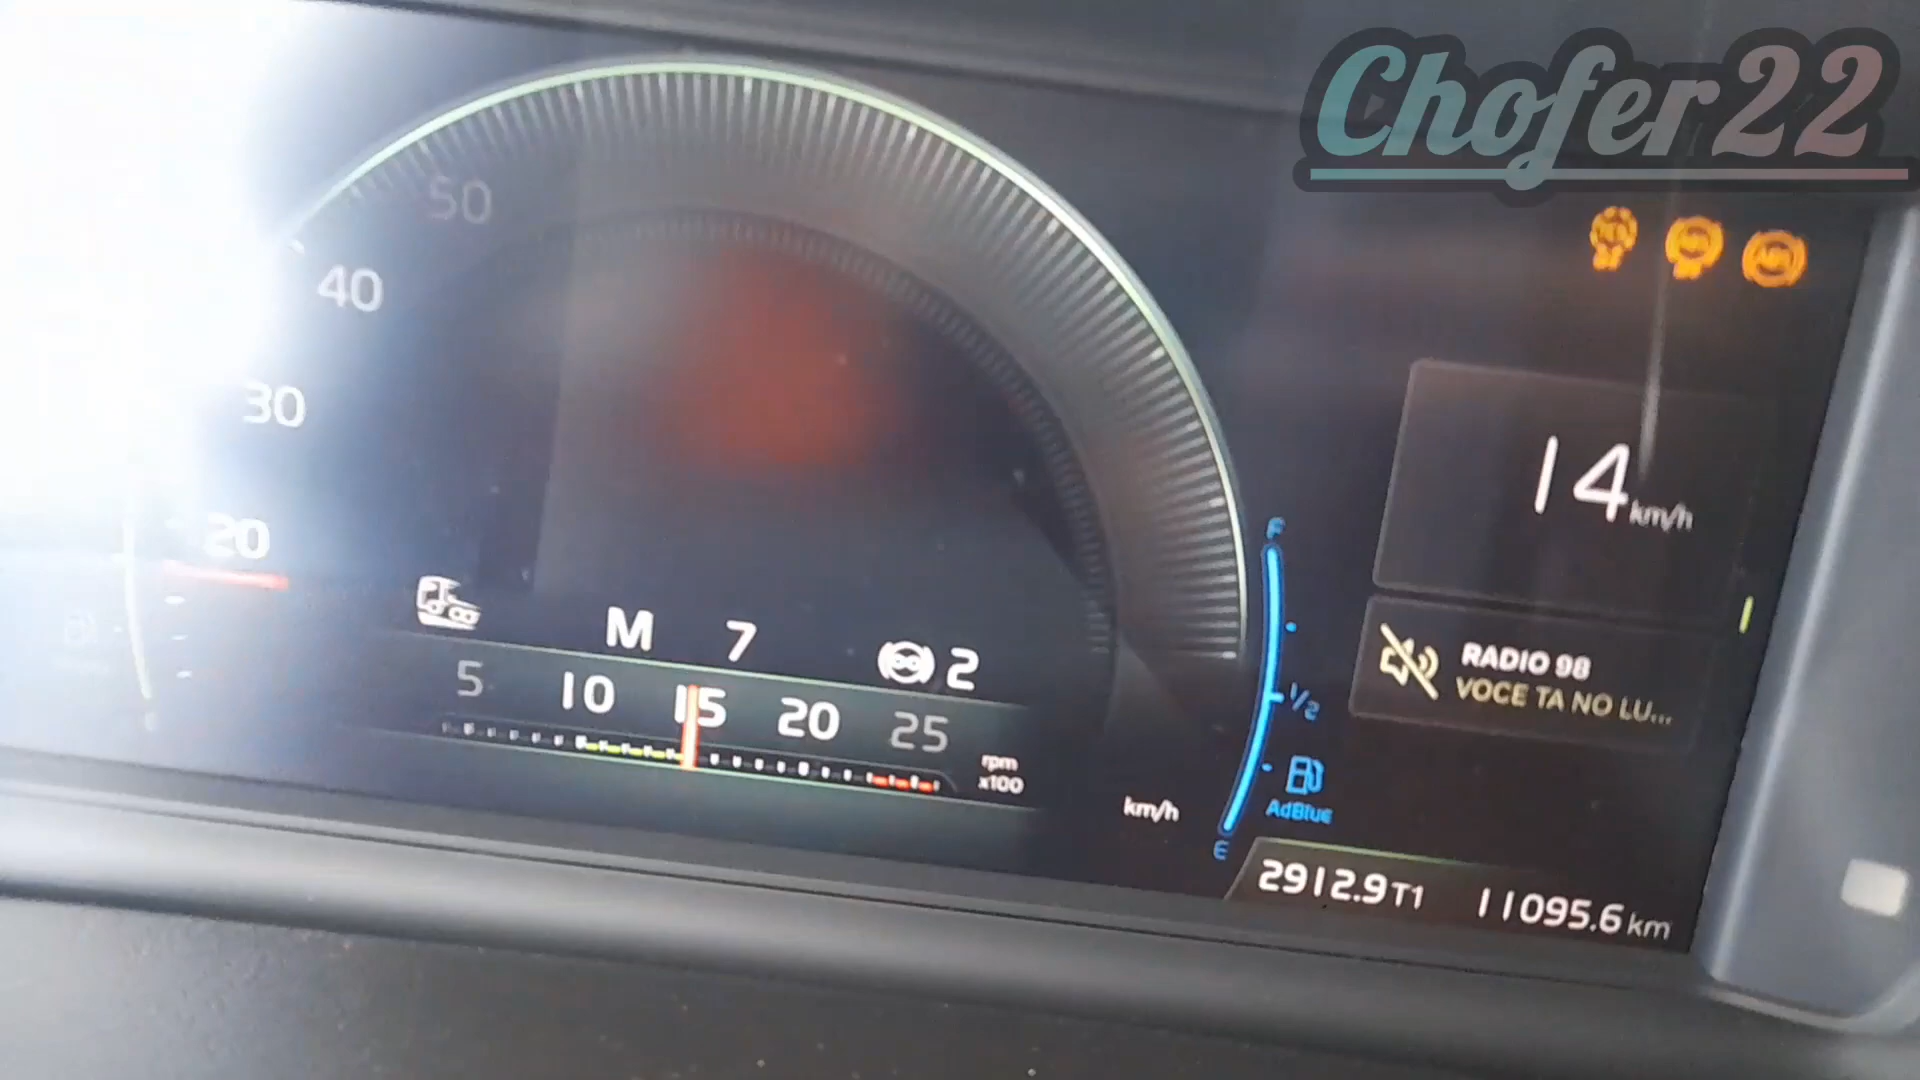 Chofer22
50
40
30
20
14 km/h
M 7 2
5 10 15 20 25
rpm
x100
km/h
F
1/2
E
AdBlue
RADIO 98
VOCE TA NO LU...
2912.9 T1 11095.6 km